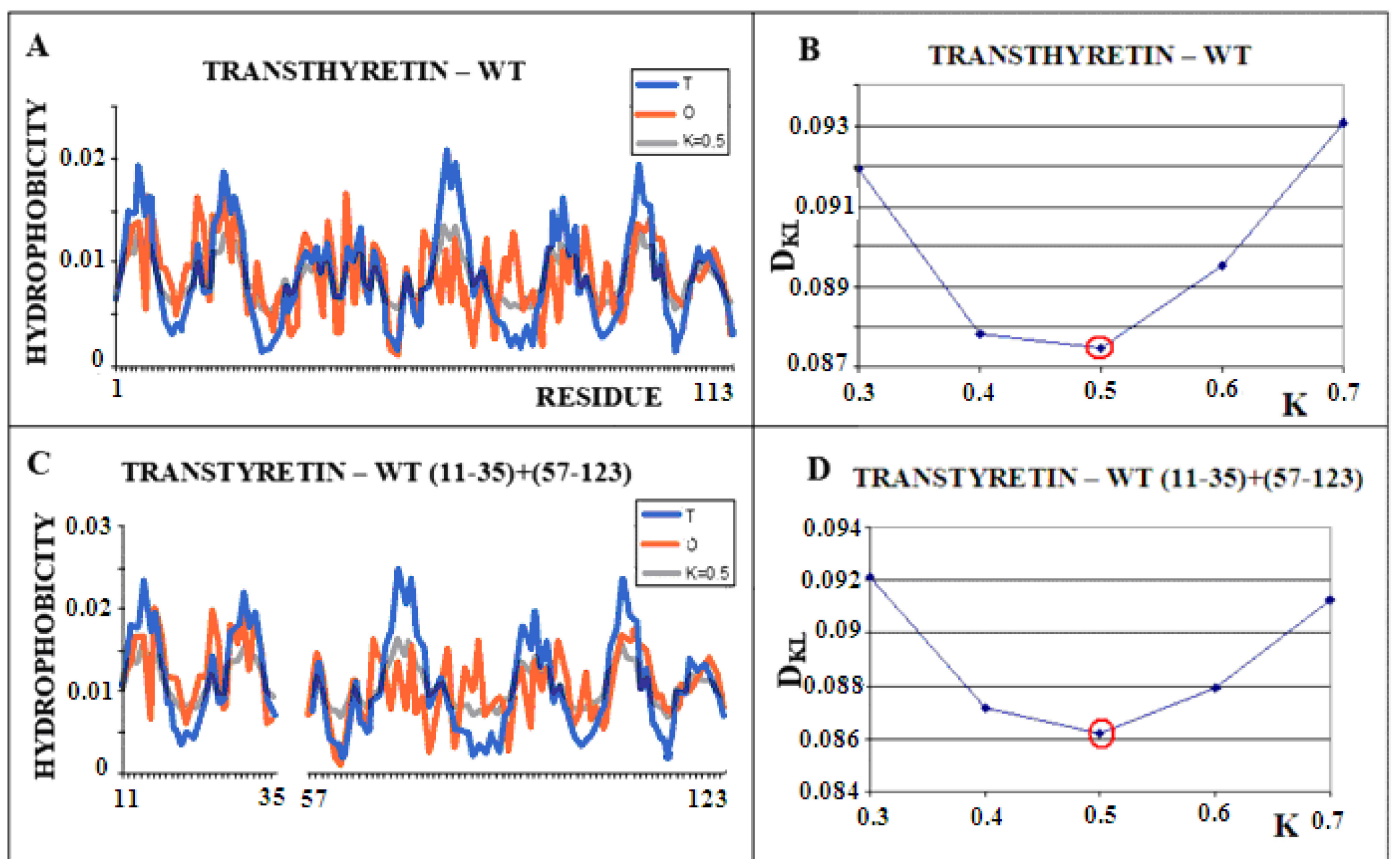 A
TRANSTHYRETIN – WT
T
O
K=0.5
HYDROPHOBICITY
0.02
0.01
0
1
RESIDUE
113
B
TRANSTHYRETIN – WT
0.093
0.091
0.089
0.087
DKL
0.3
0.4
0.5
0.6
0.7
K
C
TRANSTYRETIN – WT (11-35)+(57-123)
T
O
K=0.5
HYDROPHOBICITY
0.03
0.02
0.01
0
11
35
57
123
D
TRANSTYRETIN – WT (11-35)+(57-123)
0.094
0.092
0.09
0.088
0.086
0.084
DKL
0.3
0.4
0.5
0.6
K
0.7